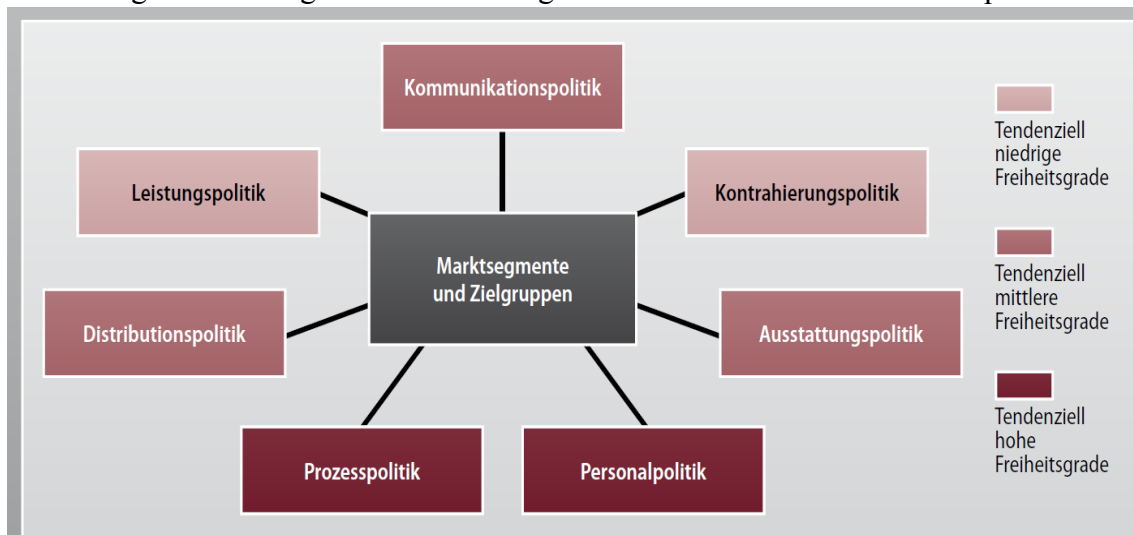 Kommunikationspolitik
Leistungspolitik
Kontrahierungspolitik
Marktsegmente
und Zielgruppen
Distributionspolitik
Ausstattungspolitik
Prozesspolitik
Personalpolitik
Tendenziell
niedrige
Freiheitsgrade
Tendenziell
mittlere
Freiheitsgrade
Tendenziell
hohe
Freiheitsgrade